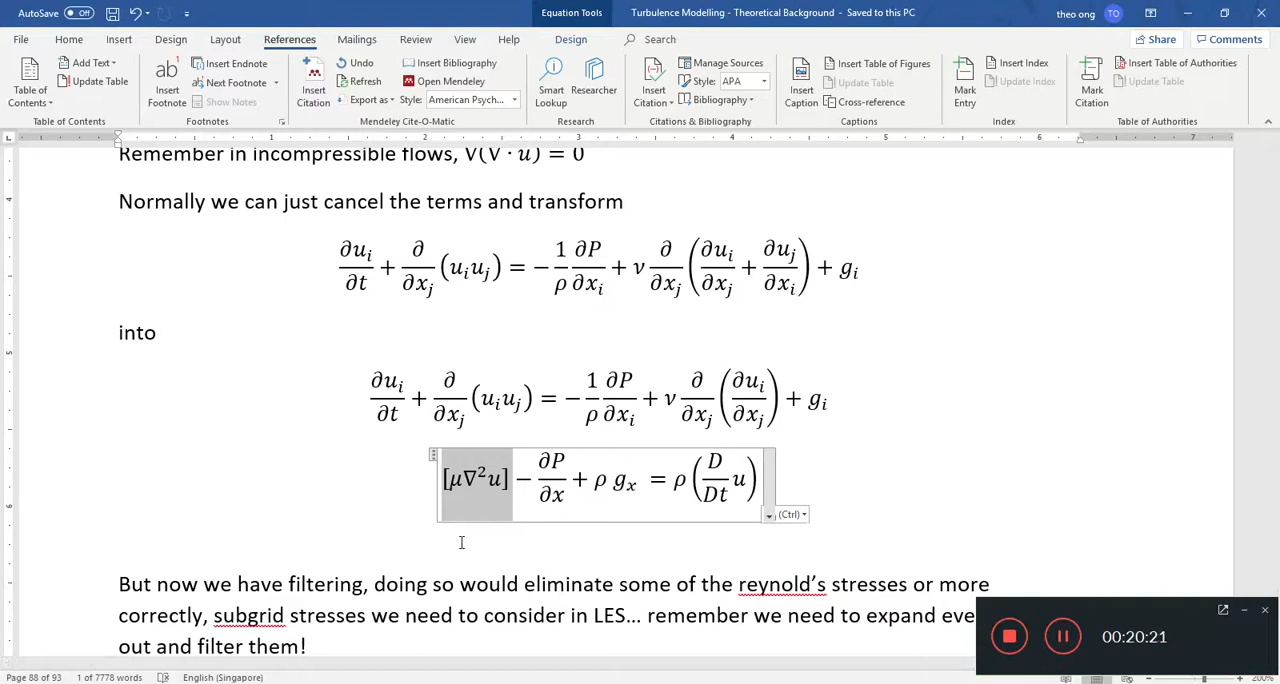 AutoSave Off
Equation Tools
Turbulence Modelling - Theoretical Background - Saved to this PC
theo ong TO
File Home Insert Design Layout References Mailings Review View Help Design Search Share Comments
Table of Contents
Add Text
Update Table
Table of Contents
ab
Insert Footnote
Insert Endnote
Next Footnote
Show Notes
Footnotes
Insert Citation
Undo
Refresh
Export as
Insert Bibliography
Open Mendeley
Style: American Psych...
Mendeley Cite-O-Matic
Smart Lookup
Researcher
Research
Insert Citation
Manage Sources
Style: APA
Bibliography
Citations & Bibliography
Insert Caption
Insert Table of Figures
Update Table
Cross-reference
Captions
Mark Entry
Insert Index
Update Index
Index
Mark Citation
Insert Table of Authorities
Update Table
Table of Authorities
1 2 3 4 5 6 7
Remember in incompressible flows, ∇(∇ · u) = 0
Normally we can just cancel the terms and transform
∂u_i/∂t + ∂/∂x_j (u_i u_j) = − 1/ρ ∂P/∂x_i + ν ∂/∂x_j (∂u_i/∂x_j + ∂u_j/∂x_i) + g_i
into
∂u_i/∂t + ∂/∂x_j (u_i u_j) = − 1/ρ ∂P/∂x_i + ν ∂/∂x_j (∂u_i/∂x_j) + g_i
[μ∇²u] − ∂P/∂x + ρ g_x = ρ (D/Dt u)
(Ctrl)
But now we have filtering, doing so would eliminate some of the reynold's stresses or more
correctly, subgrid stresses we need to consider in LES… remember we need to expand eve
out and filter them!
00:20:21
Page 88 of 93 1 of 7778 words English (Singapore) 200%